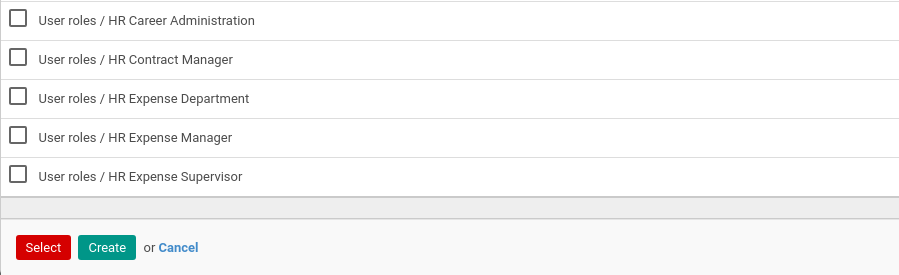 User roles / HR Career Administration
User roles / HR Contract Manager
User roles / HR Expense Department
User roles / HR Expense Manager
User roles / HR Expense Supervisor
Select Create or Cancel